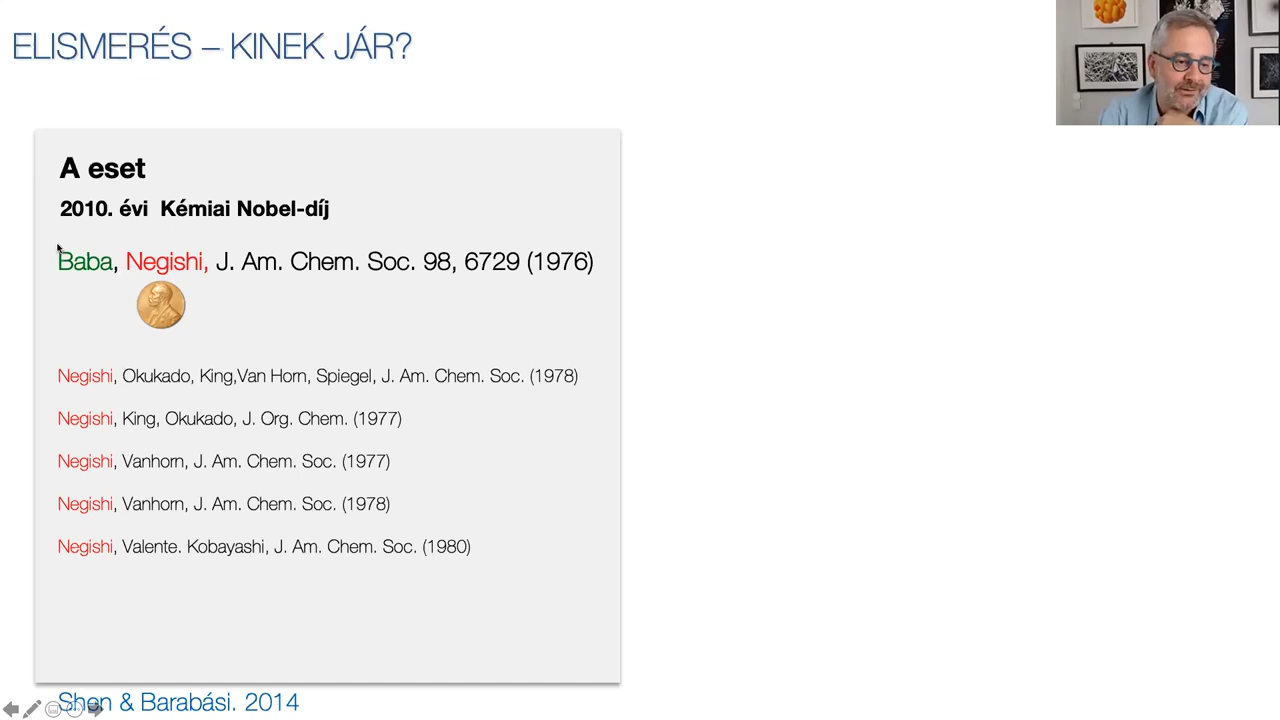 ELISMERÉS – KINEK JÁR?
A eset
2010. évi  Kémiai Nobel-díj
Baba, Negishi, J. Am. Chem. Soc. 98, 6729 (1976)
Negishi, Okukado, King,Van Horn, Spiegel, J. Am. Chem. Soc. (1978)
Negishi, King, Okukado, J. Org. Chem. (1977)
Negishi, Vanhorn, J. Am. Chem. Soc. (1977)
Negishi, Vanhorn, J. Am. Chem. Soc. (1978)
Negishi, Valente. Kobayashi, J. Am. Chem. Soc. (1980)
Shen & Barabási. 2014